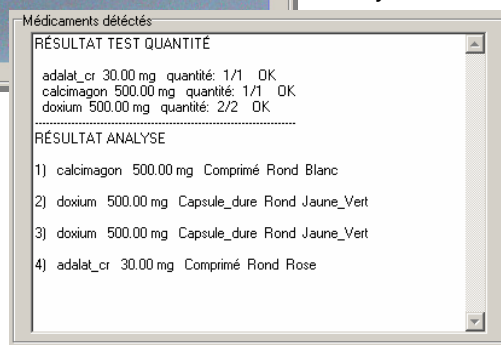 Médicaments détéctés
RÉSULTAT TEST QUANTITÉ
adalat_cr 30.00 mg quantité: 1/1 OK
calcimagon 500.00 mg quantité: 1/1 OK
doxium 500.00 mg quantité: 2/2 OK
--------------------------------------------------------------------
RÉSULTAT ANALYSE
1) calcimagon 500.00 mg Comprimé Rond Blanc
2) doxium 500.00 mg Capsule_dure Rond Jaune_Vert
3) doxium 500.00 mg Capsule_dure Rond Jaune_Vert
4) adalat_cr 30.00 mg Comprimé Rond Rose